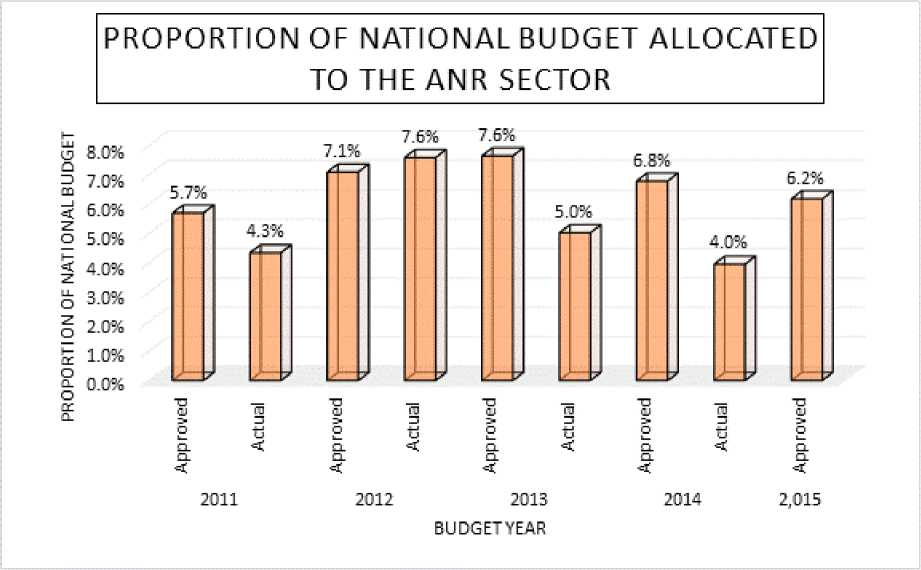 PROPORTION OF NATIONAL BUDGET ALLOCATED
TO THE ANR SECTOR
PROPORTION OF NATIONAL BUDGET
8.0%
7.0%
6.0%
5.0%
4.0%
3.0%
2.0%
1.0%
0.0%
5.7%
4.3%
7.1%
7.6%
7.6%
5.0%
6.8%
4.0%
6.2%
Approved
Actual
Approved
Actual
Approved
Actual
Approved
Actual
Approved
2011
2012
2013
2014
2,015
BUDGET YEAR